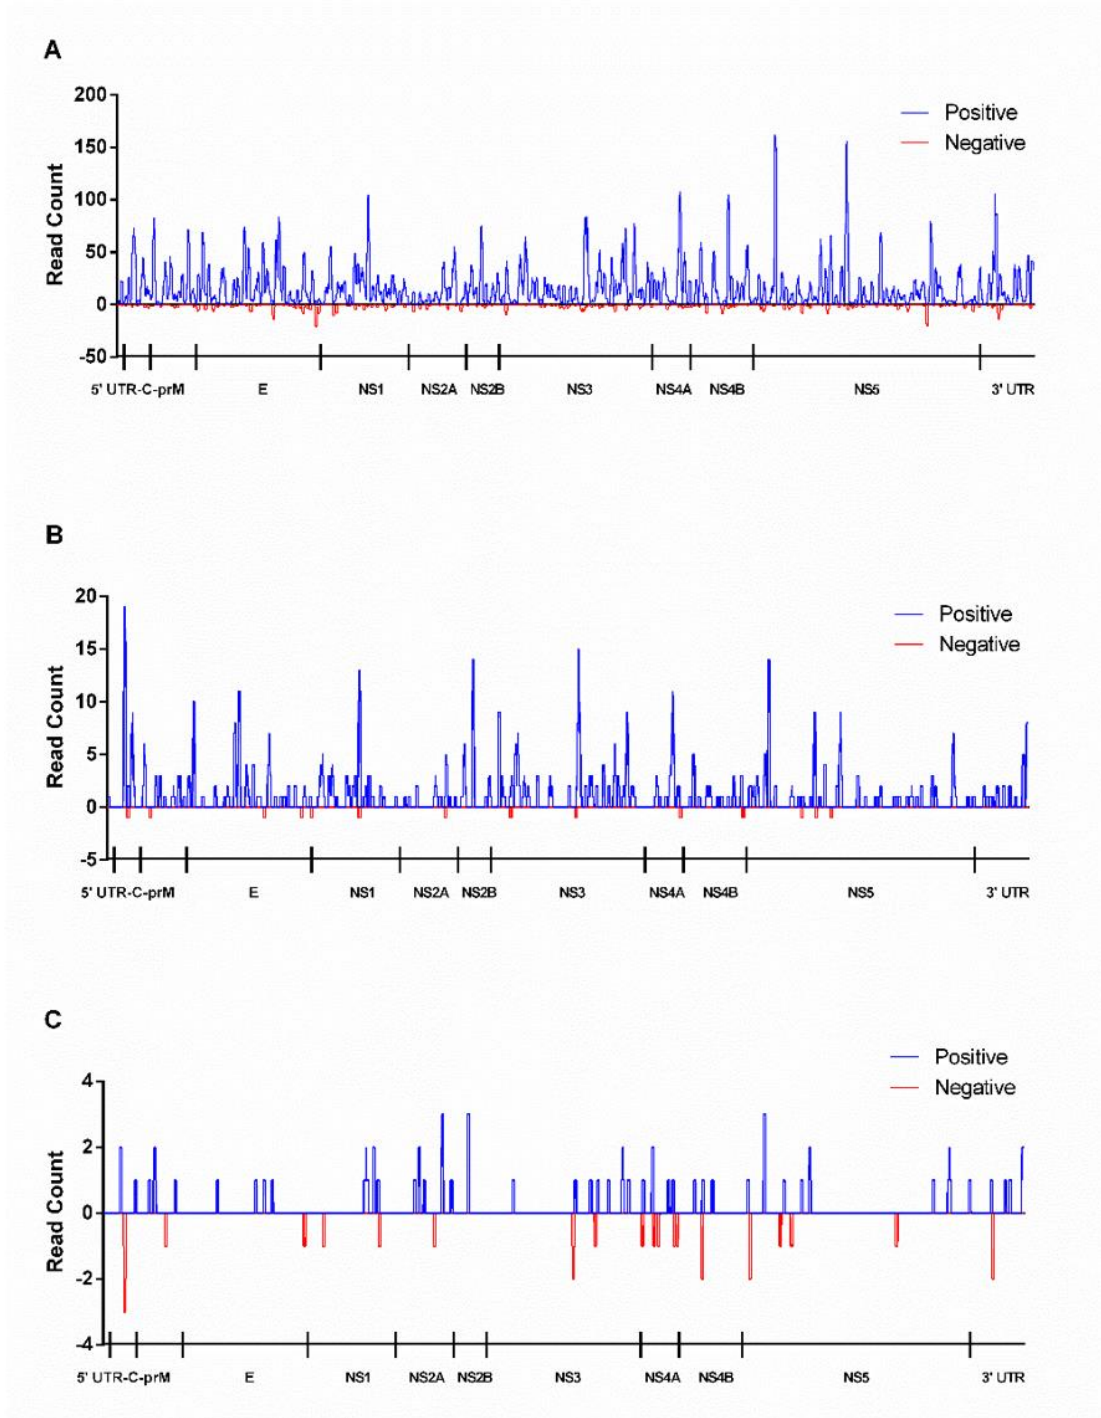 A
200
150
100
50
0
-50
Read Count
Positive
Negative
5' UTR-C-prM E NS1 NS2A NS2B NS3 NS4A NS4B NS5 3' UTR
B
20
15
10
5
0
-5
Read Count
Positive
Negative
5' UTR-C-prM E NS1 NS2A NS2B NS3 NS4A NS4B NS5 3' UTR
C
4
2
0
-2
-4
Read Count
Positive
Negative
5' UTR-C-prM E NS1 NS2A NS2B NS3 NS4A NS4B NS5 3' UTR